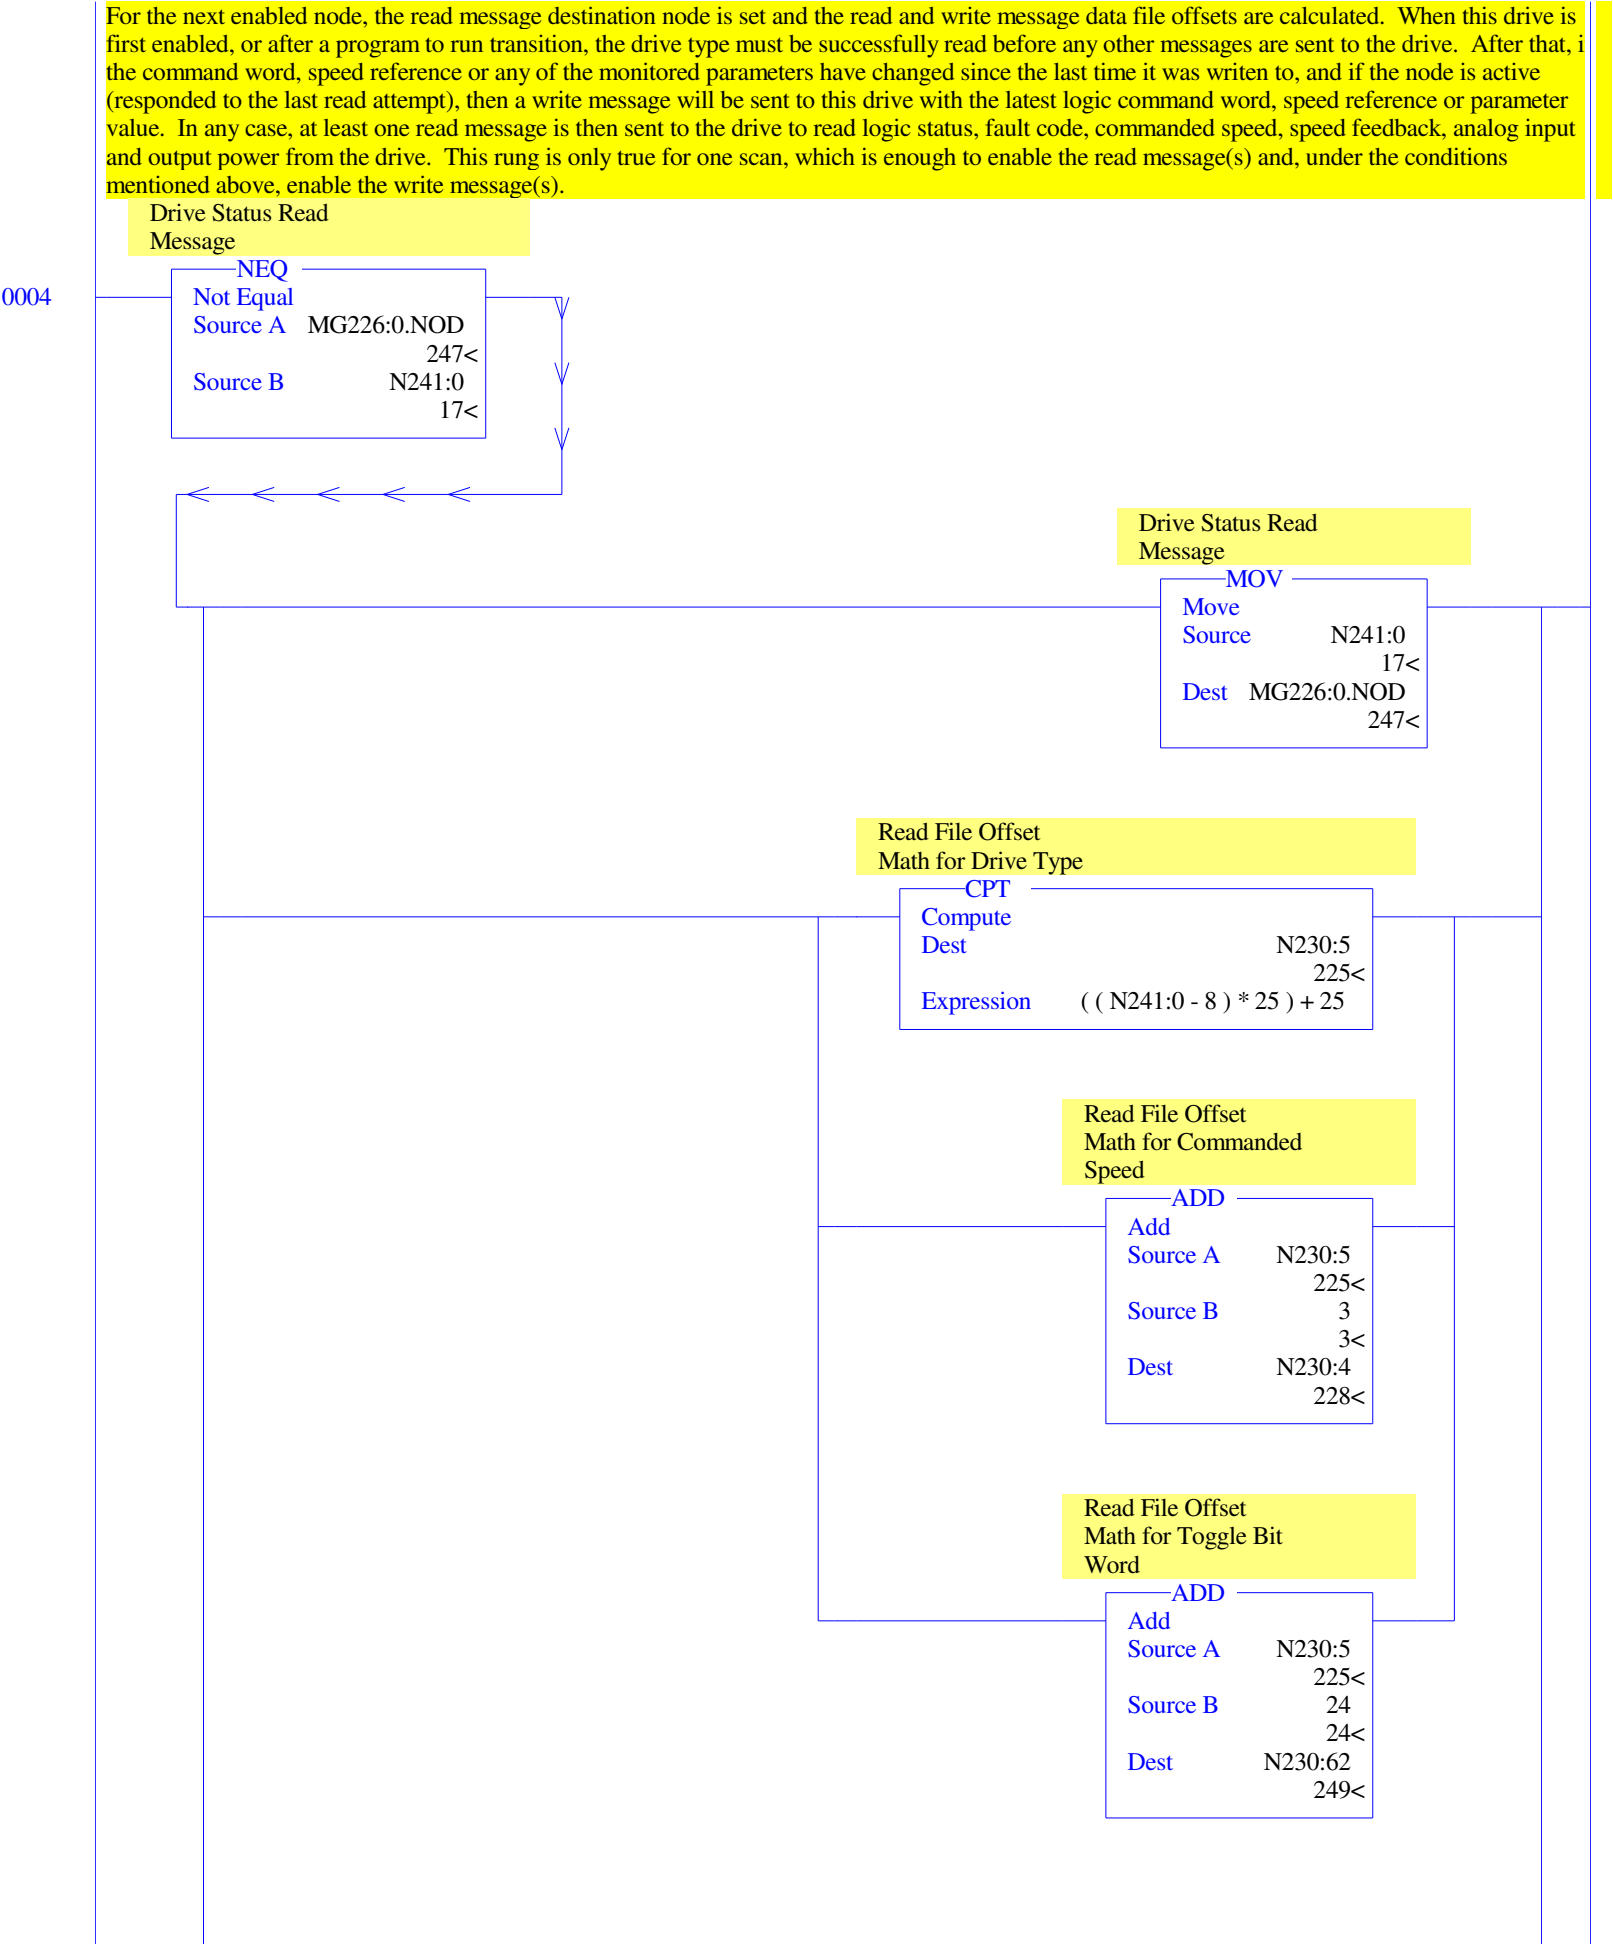 For the next enabled node, the read message destination node is set and the read and write message data file offsets are calculated.  When this drive is
first enabled, or after a program to run transition, the drive type must be successfully read before any other messages are sent to the drive.  After that, i
the command word, speed reference or any of the monitored parameters have changed since the last time it was writen to, and if the node is active
(responded to the last read attempt), then a write message will be sent to this drive with the latest logic command word, speed reference or parameter
value.  In any case, at least one read message is then sent to the drive to read logic status, fault code, commanded speed, speed feedback, analog input
and output power from the drive.  This rung is only true for one scan, which is enough to enable the read message(s) and, under the conditions
mentioned above, enable the write message(s).
Drive Status Read
Message
NEQ
0004
Not Equal
Source A MG226:0.NOD
247<
Source B N241:0
17<
Drive Status Read
Message
MOV
Move
Source N241:0
17<
Dest MG226:0.NOD
247<
Read File Offset
Math for Drive Type
CPT
Compute
Dest N230:5
225<
Expression ( ( N241:0 - 8 ) * 25 ) + 25
Read File Offset
Math for Commanded
Speed
ADD
Add
Source A N230:5
225<
Source B 3
3<
Dest N230:4
228<
Read File Offset
Math for Toggle Bit
Word
ADD
Add
Source A N230:5
225<
Source B 24
24<
Dest N230:62
249<